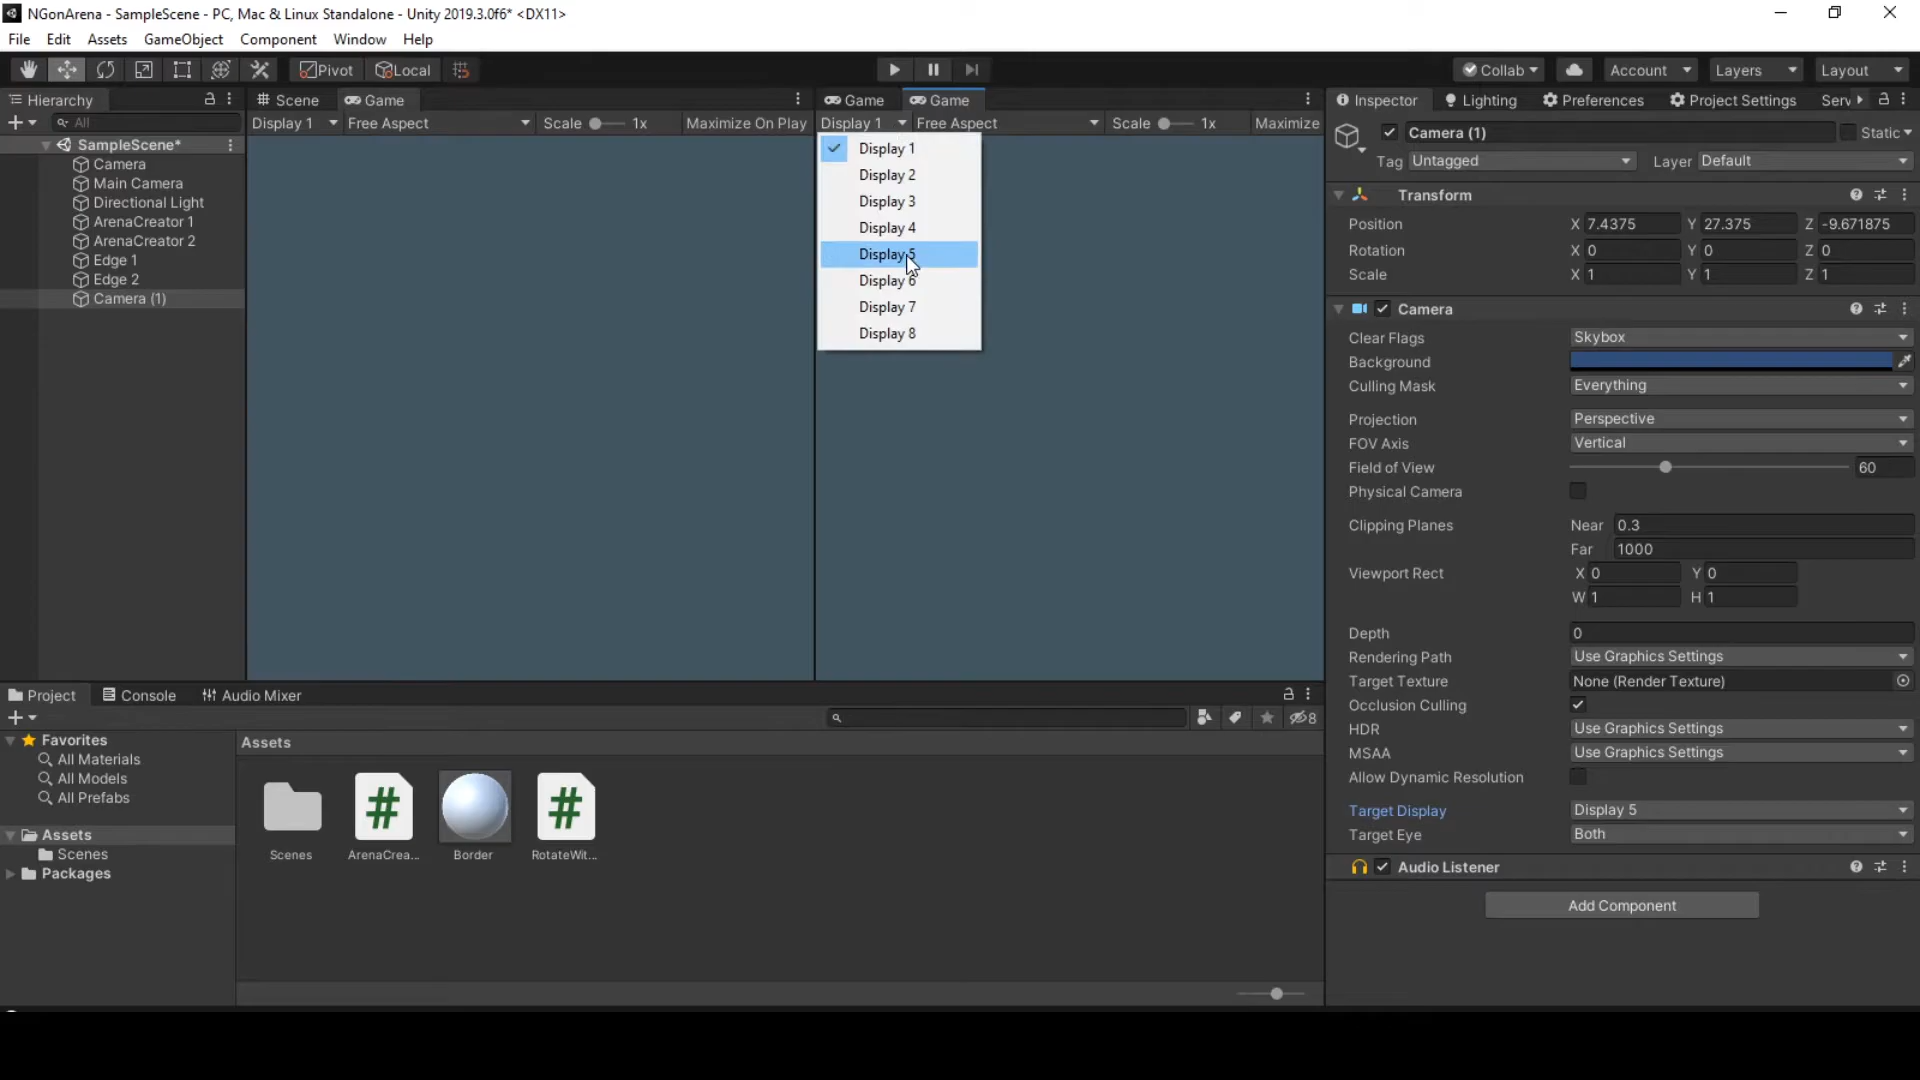 NGonArena - SampleScene - PC, Mac & Linux Standalone - Unity 2019.3.0f6* <DX11>
File Edit Assets GameObject Component Window Help
Pivot Local Collab Account Layers Layout
Hierarchy
All
SampleScene*
Camera
Main Camera
Directional Light
ArenaCreator 1
ArenaCreator 2
Edge 1
Edge 2
Camera (1)
Scene Game
Display 1 Free Aspect Scale 1x Maximize On Play
Game Game
Display 1 Free Aspect Scale 1x Maximize
Display 1
Display 2
Display 3
Display 4
Display 5
Display 6
Display 7
Display 8
Inspector Lighting Preferences Project Settings Serv
Camera (1) Static
Tag Untagged Layer Default
Transform
Position X 7.4375 Y 27.375 Z -9.671875
Rotation X 0 Y 0 Z 0
Scale X 1 Y 1 Z 1
Camera
Clear Flags Skybox
Background
Culling Mask Everything
Projection Perspective
FOV Axis Vertical
Field of View 60
Physical Camera
Clipping Planes Near 0.3
Far 1000
Viewport Rect X 0 Y 0
W 1 H 1
Depth 0
Rendering Path Use Graphics Settings
Target Texture None (Render Texture)
Occlusion Culling
HDR Use Graphics Settings
MSAA Use Graphics Settings
Allow Dynamic Resolution
Target Display Display 5
Target Eye Both
Audio Listener
Add Component
Project Console Audio Mixer
8
Favorites
All Materials
All Models
All Prefabs
Assets
Scenes
Packages
Assets
Scenes ArenaCrea... Border RotateWit...